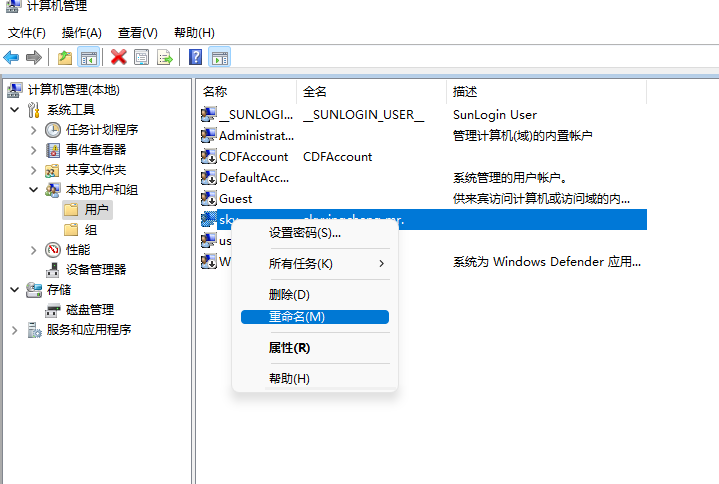 计算机管理
文件(F) 操作(A) 查看(V) 帮助(H)
计算机管理(本地)
系统工具
任务计划程序
事件查看器
共享文件夹
本地用户和组
用户
组
性能
设备管理器
存储
磁盘管理
服务和应用程序
名称 全名 描述
__SUNLOGI... __SUNLOGIN_USER__ SunLogin User
Administrat... 管理计算机(域)的内置帐户
CDFAccount CDFAccount
DefaultAcc... 系统管理的用户帐户。
Guest 供来宾访问计算机或访问域的内...
sky
us
W 系统为 Windows Defender 应用...
设置密码(S)...
所有任务(K)
删除(D)
重命名(M)
属性(R)
帮助(H)